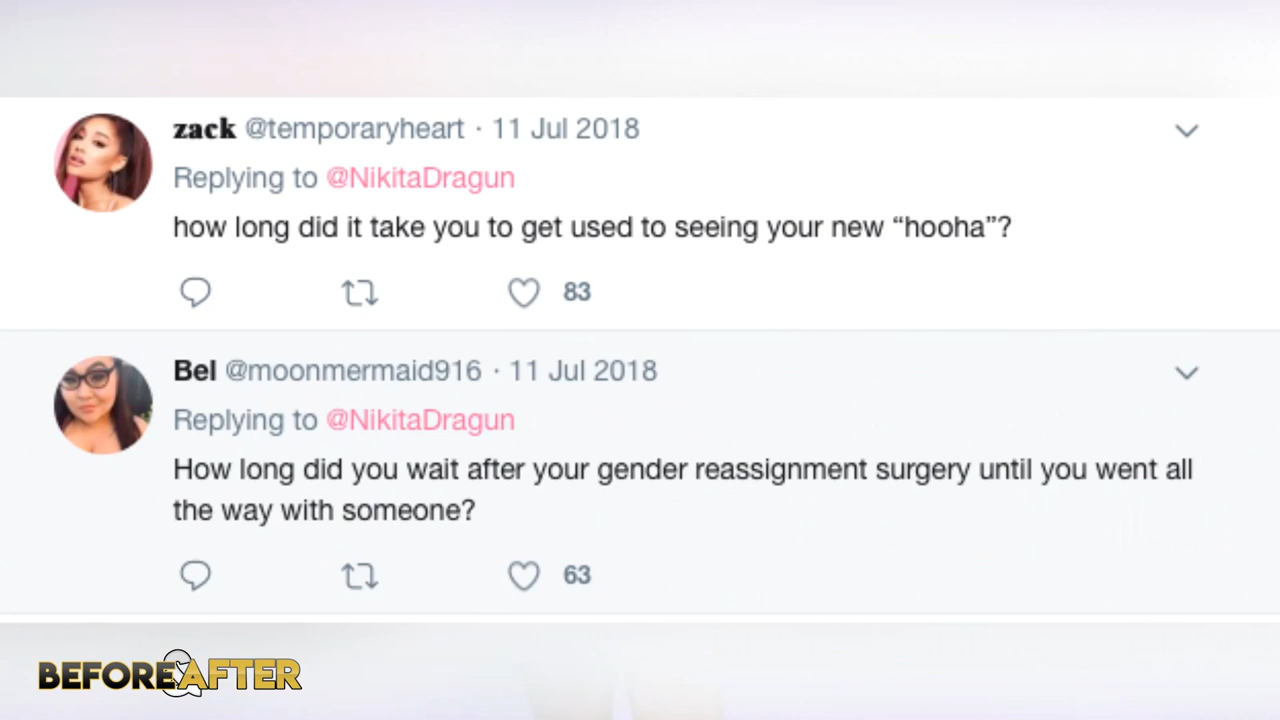 zack @temporaryheart · 11 Jul 2018
Replying to @NikitaDragun
how long did it take you to get used to seeing your new “hooha”?
83
Bel @moonmermaid916 · 11 Jul 2018
Replying to @NikitaDragun
How long did you wait after your gender reassignment surgery until you went all
the way with someone?
63
BEFORE AFTER